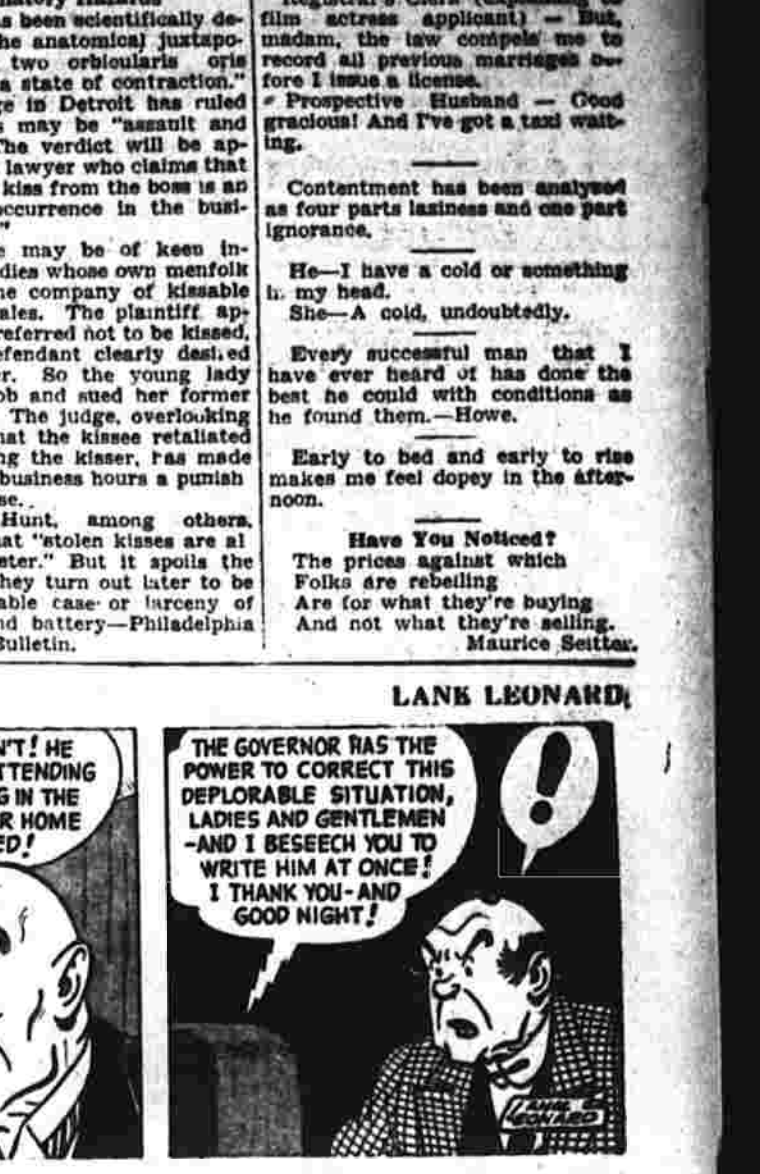 s been scientifically de-
he anatomical juxtapo-
two orbioularis oris
a state of contraction."
ge in Detroit has ruled
s may be "assault and
The verdict will be ap-
lawyer who claims that
kiss from the boss is an
occurrence in the busi-
"
e may be of keen in-
dies whose own menfolk
he company of kissable
ales. The plaintiff ap-
referred not to be kissed,
efendant clearly desired
r. So the young lady
ob and sued her former
The judge, overlooking
hat the kissee retaliated
ng the kisser, has made
business hours a punish
se..
Hunt, among others,
at "stolen kisses are al
eter." But it spoils the
hey turn out later to be
able case or larceny of
nd battery—Philadelphia
Bulletin.
film actress applicant) — But,
madam, the law compels me to
record all previous marriages be-
fore I issue a license.
Prospective Husband — Good
gracious! And I've got a taxi wait-
ing.
Contentment has been analysed
as four parts laziness and one part
ignorance.
He—I have a cold or something
in my head.
She—A cold, undoubtedly.
Every successful man that I
have ever heard of has done the
best he could with conditions as
he found them.—Howe.
Early to bed and early to rise
makes me feel dopey in the after-
noon.
Have You Noticed?
The prices against which
Folks are rebelling
Are for what they're buying
And not what they're selling.
Maurice Seitter.
LANK LEONARD
N'T! HE
TTENDING
G IN THE
R HOME
ED!
THE GOVERNOR HAS THE
POWER TO CORRECT THIS
DEPLORABLE SITUATION,
LADIES AND GENTLEMEN
-AND I BESEECH YOU TO
WRITE HIM AT ONCE!
I THANK YOU-AND
GOOD NIGHT!
!
LANK
LEONARD